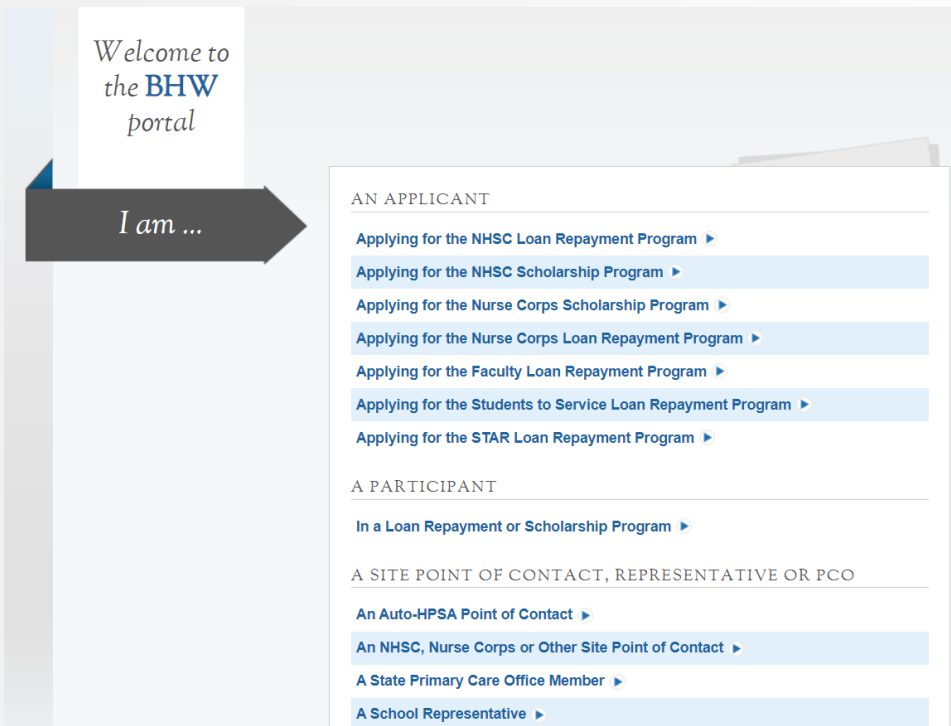 Welcome to
the BHW
portal
I am ...
AN APPLICANT
Applying for the NHSC Loan Repayment Program
Applying for the NHSC Scholarship Program
Applying for the Nurse Corps Scholarship Program
Applying for the Nurse Corps Loan Repayment Program
Applying for the Faculty Loan Repayment Program
Applying for the Students to Service Loan Repayment Program
Applying for the STAR Loan Repayment Program
A PARTICIPANT
In a Loan Repayment or Scholarship Program
A SITE POINT OF CONTACT, REPRESENTATIVE OR PCO
An Auto-HPSA Point of Contact
An NHSC, Nurse Corps or Other Site Point of Contact
A State Primary Care Office Member
A School Representative